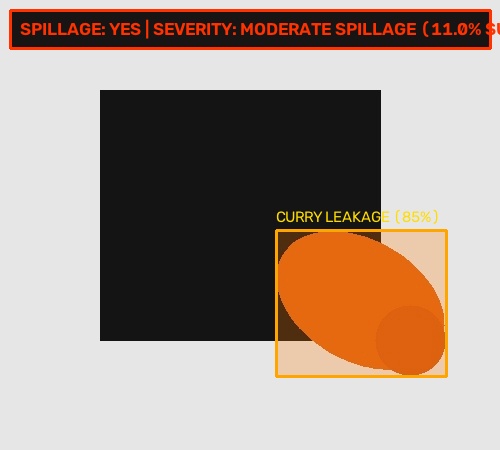 SPILLAGE: YES | SEVERITY: MODERATE SPILLAGE (11.0%
CURRY LEAKAGE (85%)